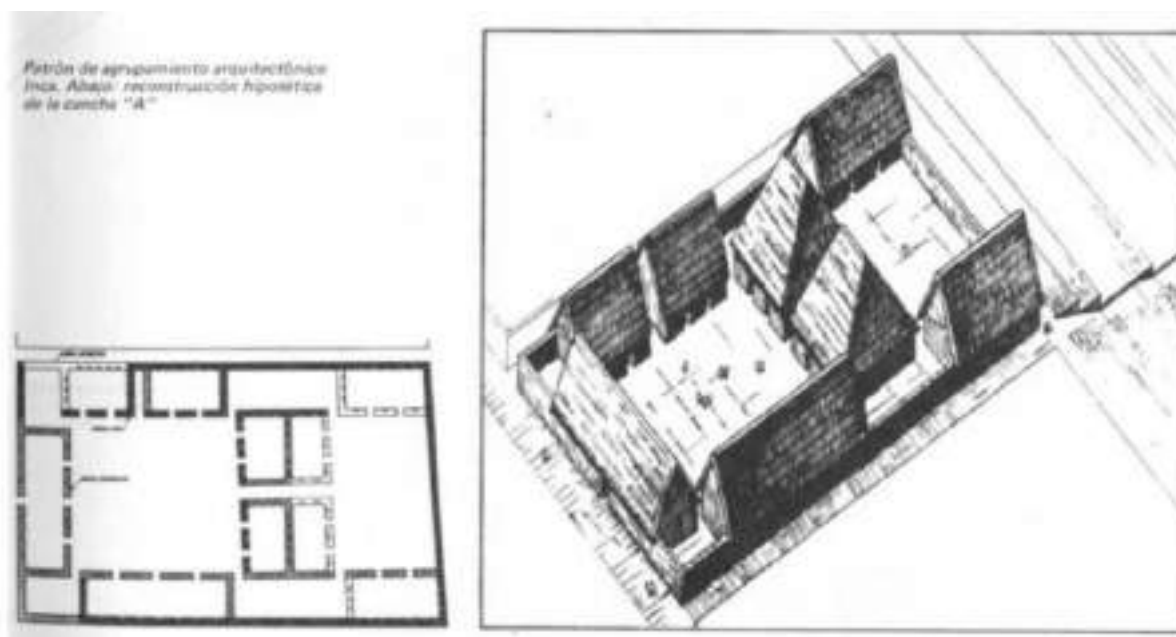 Patrón de agrupamiento arquitectónico
Inca. Abajo: reconstrucción hipotética
de la cancha "A"